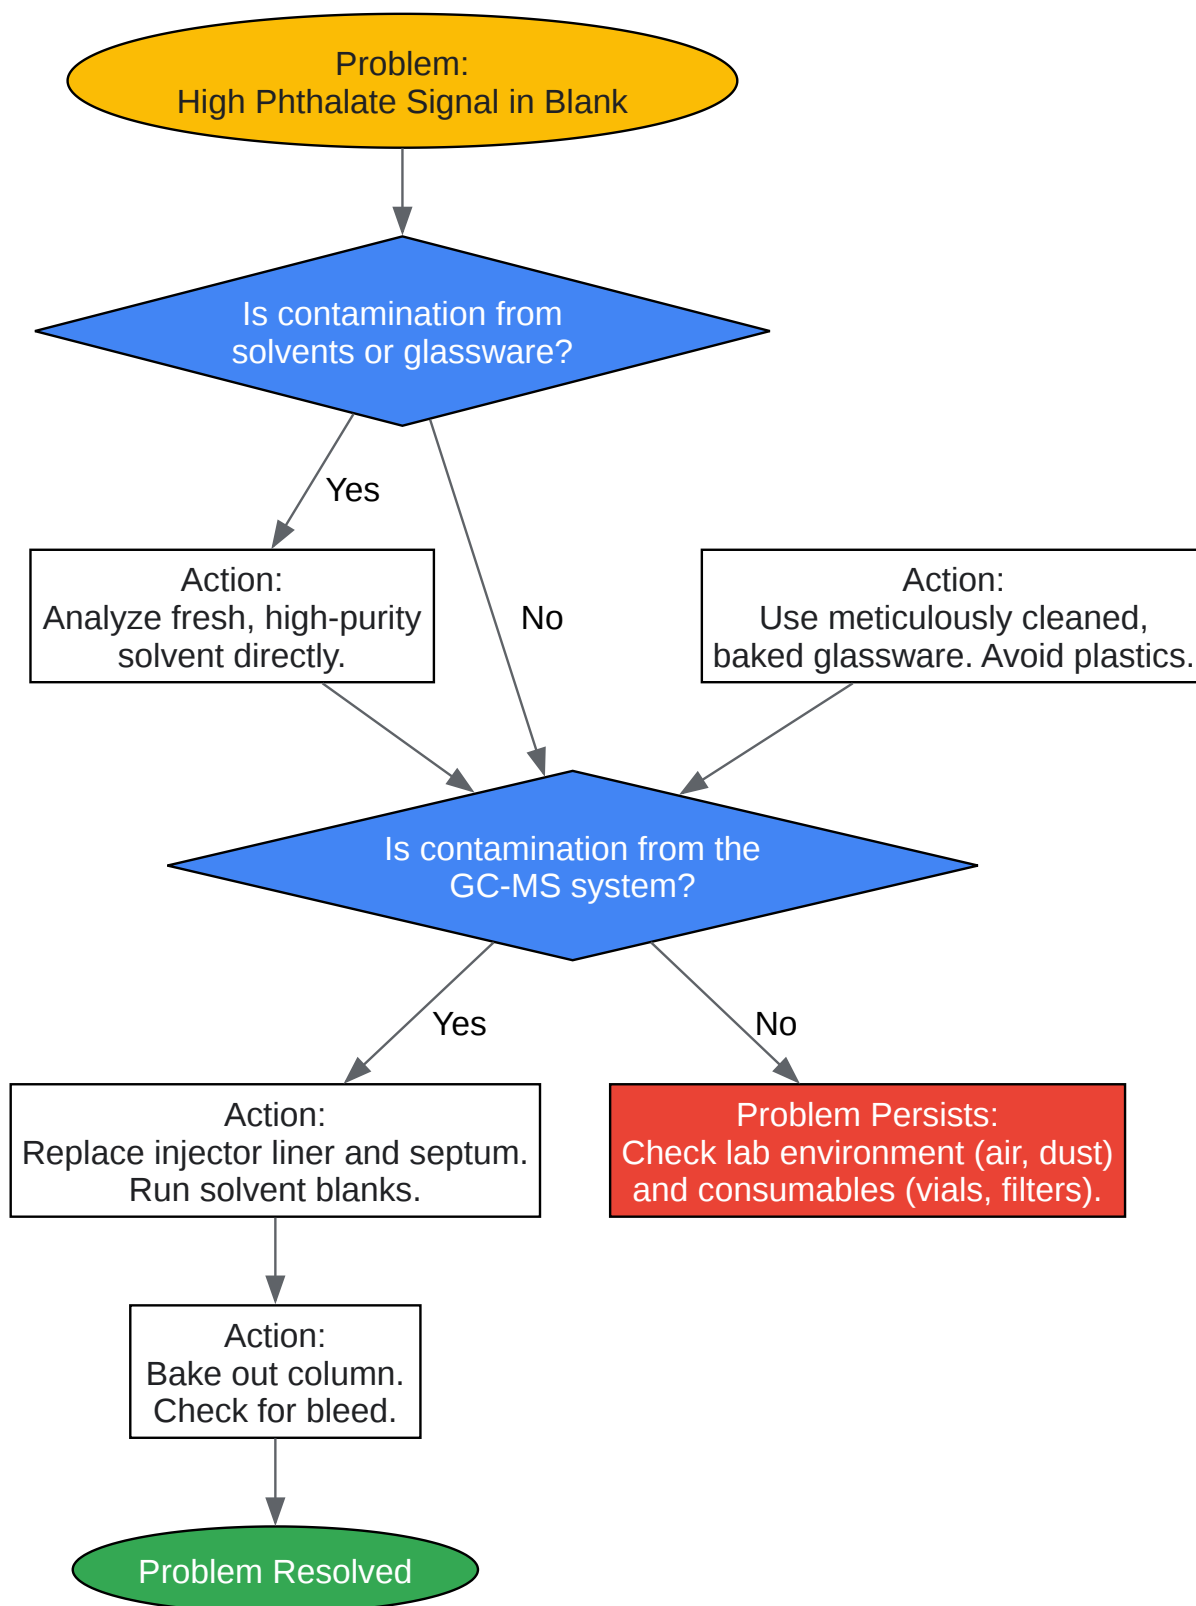 Problem:
High Phthalate Signal in Blank
Is contamination from
solvents or glassware?
Yes
No
Action:
Analyze fresh, high-purity
solvent directly.
Action:
Use meticulously cleaned,
baked glassware. Avoid plastics.
Is contamination from the
GC-MS system?
Yes
No
Action:
Replace injector liner and septum.
Run solvent blanks.
Problem Persists:
Check lab environment (air, dust)
and consumables (vials, filters).
Action:
Bake out column.
Check for bleed.
Problem Resolved